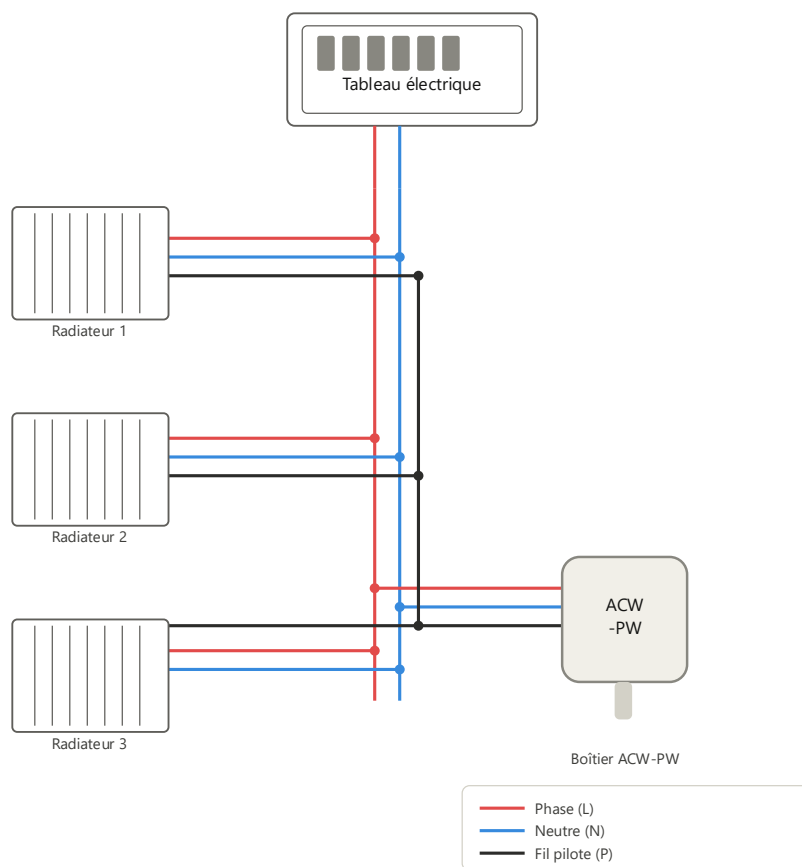 Tableau électrique
Radiateur 1
Radiateur 2
ACW
-PW
Radiateur 3
Boîtier ACW-PW
Phase (L)
Neutre (N)
Fil pilote (P)